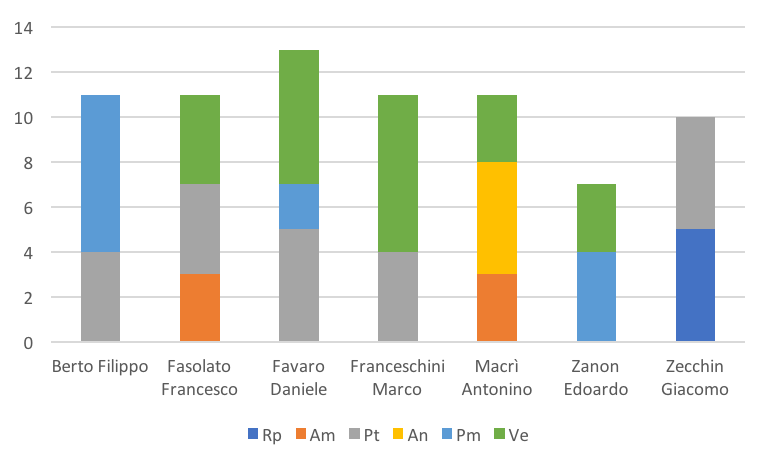 14
12
10
8
6
4
2
0
Berto Filippo
Fasolato
Francesco
Favaro
Daniele
Franceschini
Marco
Macrì
Antonino
Zanon
Edoardo
Zecchin
Giacomo
Rp Am Pt An Pm Ve